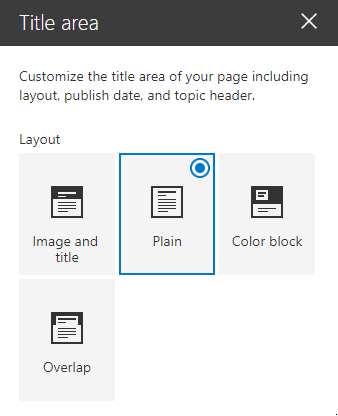 Title area
Customize the title area of your page including
layout, publish date, and topic header.
Layout
Image and
title
Plain
Color block
Overlap